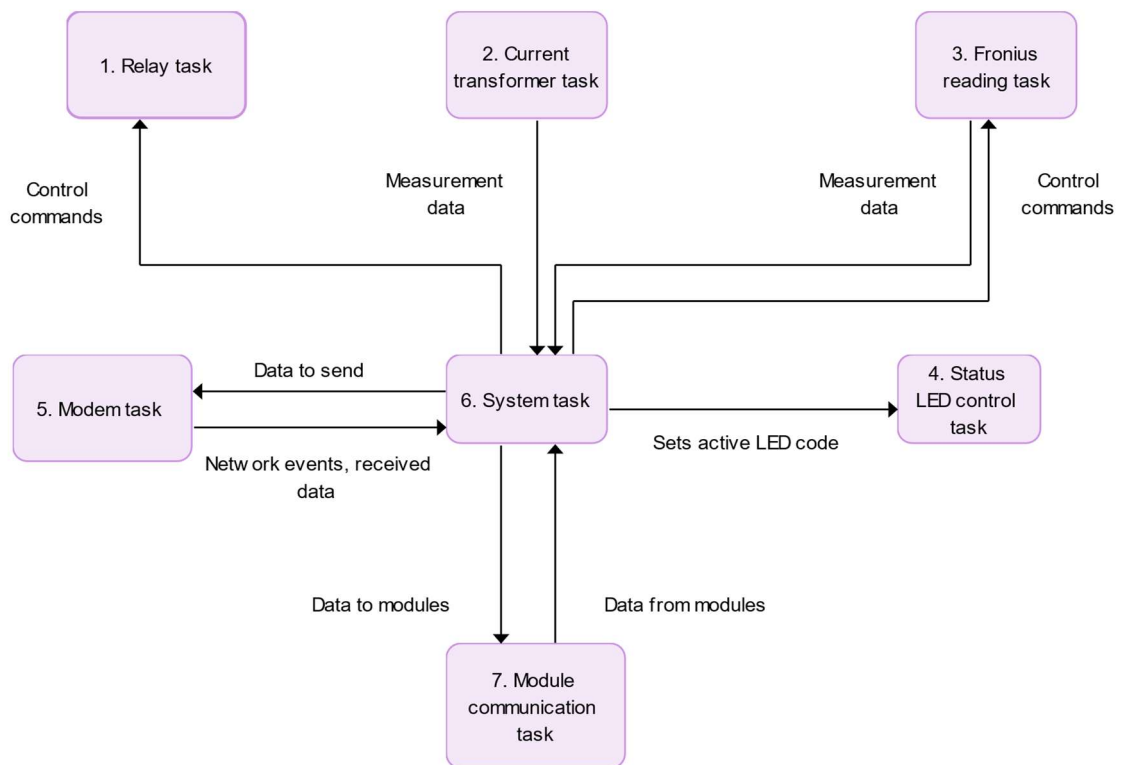 1. Relay task
2. Current
transformer task
3. Fronius
reading task
Control
commands
Measurement
data
Measurement
data
Control
commands
Data to send
5. Modem task
6. System task
4. Status
LED control
task
Sets active LED code
Network events, received
data
Data to modules
Data from modules
7. Module
communication
task